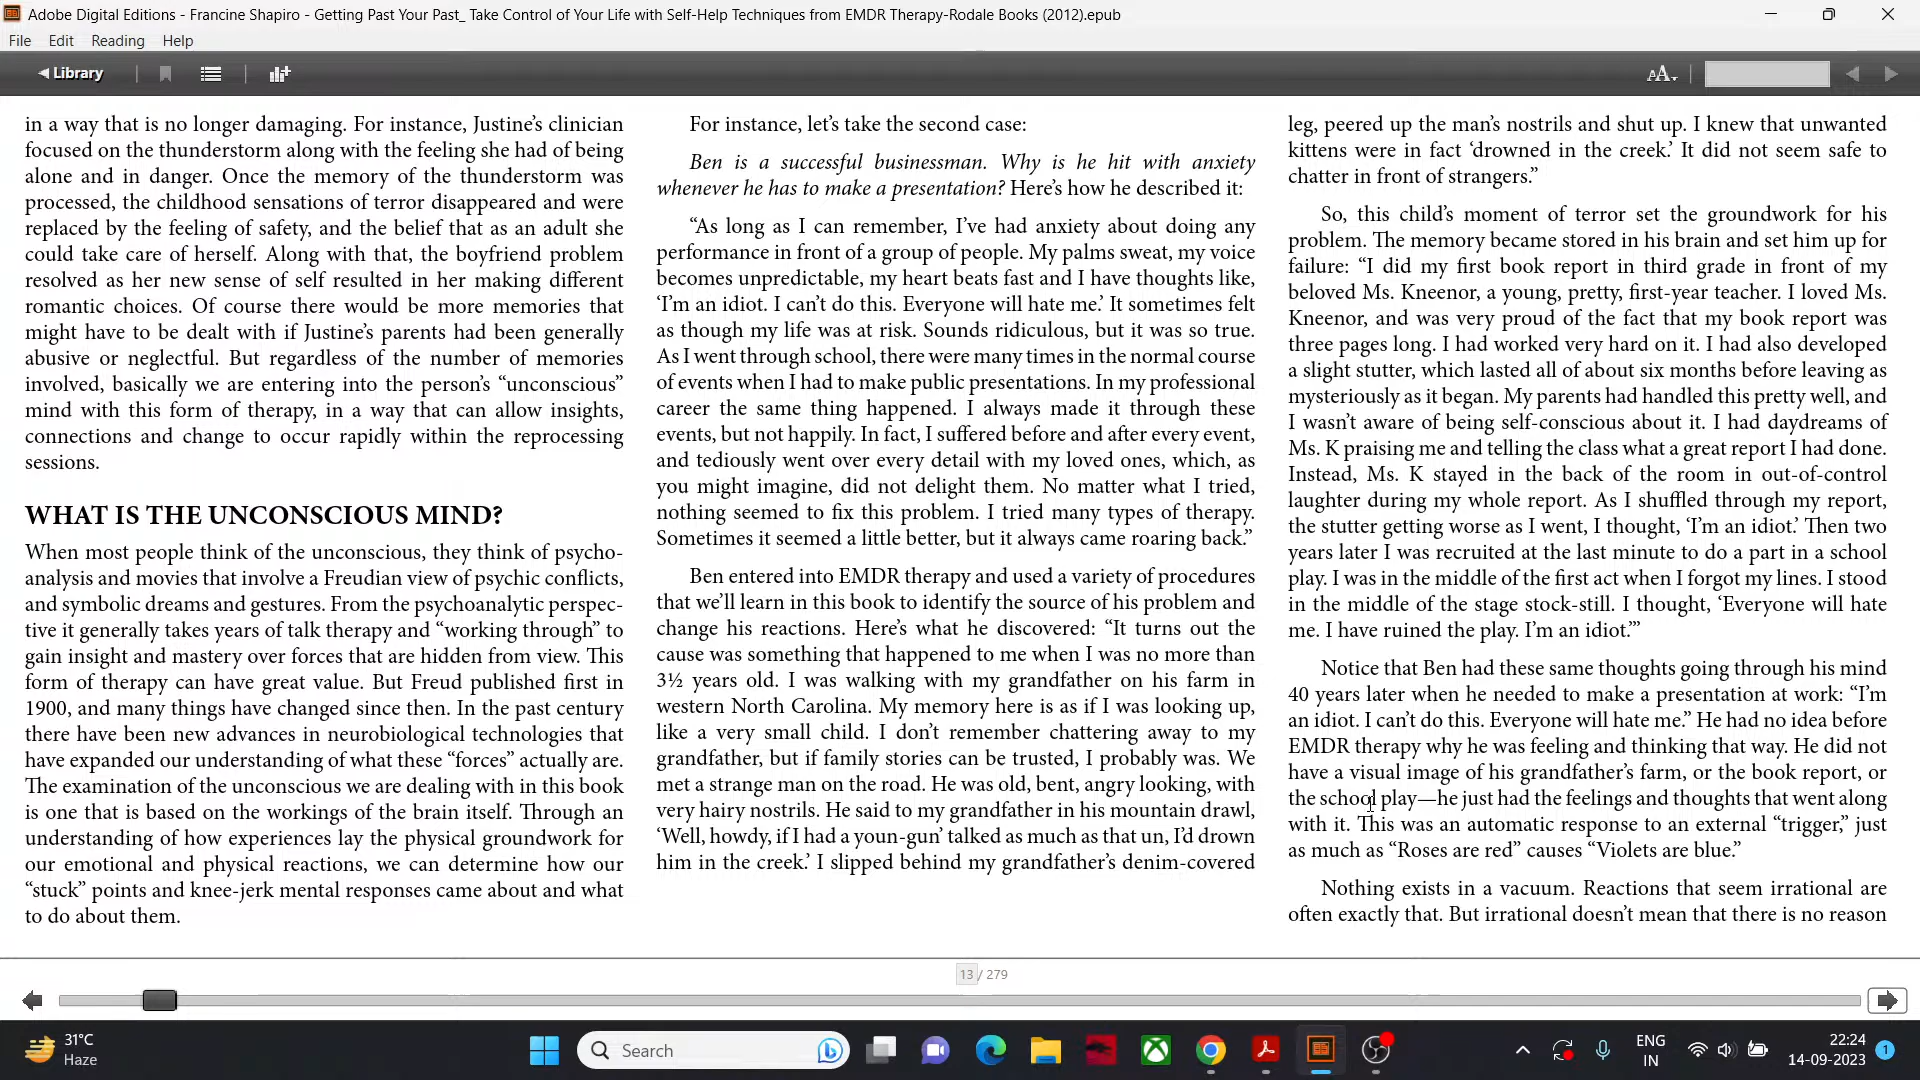 Adobe Digital Editions - Francine Shapiro - Getting Past Your Past_ Take Control of Your Life with Self-Help Techniques from EMDR Therapy-Rodale Books (2012).epub
File Edit Reading Help
Library
AA
in a way that is no longer damaging. For instance, Justine’s clinician
focused on the thunderstorm along with the feeling she had of being
alone and in danger. Once the memory of the thunderstorm was
processed, the childhood sensations of terror disappeared and were
replaced by the feeling of safety, and the belief that as an adult she
could take care of herself. Along with that, the boyfriend problem
resolved as her new sense of self resulted in her making different
romantic choices. Of course there would be more memories that
might have to be dealt with if Justine’s parents had been generally
abusive or neglectful. But regardless of the number of memories
involved, basically we are entering into the person’s “unconscious”
mind with this form of therapy, in a way that can allow insights,
connections and change to occur rapidly within the reprocessing
sessions.
WHAT IS THE UNCONSCIOUS MIND?
When most people think of the unconscious, they think of psycho-
analysis and movies that involve a Freudian view of psychic conflicts,
and symbolic dreams and gestures. From the psychoanalytic perspec-
tive it generally takes years of talk therapy and “working through” to
gain insight and mastery over forces that are hidden from view. This
form of therapy can have great value. But Freud published first in
1900, and many things have changed since then. In the past century
there have been new advances in neurobiological technologies that
have expanded our understanding of what these “forces” actually are.
The examination of the unconscious we are dealing with in this book
is one that is based on the workings of the brain itself. Through an
understanding of how experiences lay the physical groundwork for
our emotional and physical reactions, we can determine how our
“stuck” points and knee-jerk mental responses came about and what
to do about them.
For instance, let’s take the second case:
Ben is a successful businessman. Why is he hit with anxiety
whenever he has to make a presentation? Here’s how he described it:
“As long as I can remember, I’ve had anxiety about doing any
performance in front of a group of people. My palms sweat, my voice
becomes unpredictable, my heart beats fast and I have thoughts like,
‘I’m an idiot. I can’t do this. Everyone will hate me.’ It sometimes felt
as though my life was at risk. Sounds ridiculous, but it was so true.
As I went through school, there were many times in the normal course
of events when I had to make public presentations. In my professional
career the same thing happened. I always made it through these
events, but not happily. In fact, I suffered before and after every event,
and tediously went over every detail with my loved ones, which, as
you might imagine, did not delight them. No matter what I tried,
nothing seemed to fix this problem. I tried many types of therapy.
Sometimes it seemed a little better, but it always came roaring back.”
Ben entered into EMDR therapy and used a variety of procedures
that we’ll learn in this book to identify the source of his problem and
change his reactions. Here’s what he discovered: “It turns out the
cause was something that happened to me when I was no more than
3½ years old. I was walking with my grandfather on his farm in
western North Carolina. My memory here is as if I was looking up,
like a very small child. I don’t remember chattering away to my
grandfather, but if family stories can be trusted, I probably was. We
met a strange man on the road. He was old, bent, angry looking, with
very hairy nostrils. He said to my grandfather in his mountain drawl,
‘Well, howdy, if I had a youn-gun’ talked as much as that un, I’d drown
him in the creek.’ I slipped behind my grandfather’s denim-covered
leg, peered up the man’s nostrils and shut up. I knew that unwanted
kittens were in fact ‘drowned in the creek.’ It did not seem safe to
chatter in front of strangers.”
So, this child’s moment of terror set the groundwork for his
problem. The memory became stored in his brain and set him up for
failure: “I did my first book report in third grade in front of my
beloved Ms. Kneenor, a young, pretty, first-year teacher. I loved Ms.
Kneenor, and was very proud of the fact that my book report was
three pages long. I had worked very hard on it. I had also developed
a slight stutter, which lasted all of about six months before leaving as
mysteriously as it began. My parents had handled this pretty well, and
I wasn’t aware of being self-conscious about it. I had daydreams of
Ms. K praising me and telling the class what a great report I had done.
Instead, Ms. K stayed in the back of the room in out-of-control
laughter during my whole report. As I shuffled through my report,
the stutter getting worse as I went, I thought, ‘I’m an idiot.’ Then two
years later I was recruited at the last minute to do a part in a school
play. I was in the middle of the first act when I forgot my lines. I stood
in the middle of the stage stock-still. I thought, ‘Everyone will hate
me. I have ruined the play. I’m an idiot.’”
Notice that Ben had these same thoughts going through his mind
40 years later when he needed to make a presentation at work: “I’m
an idiot. I can’t do this. Everyone will hate me.” He had no idea before
EMDR therapy why he was feeling and thinking that way. He did not
have a visual image of his grandfather’s farm, or the book report, or
the school play—he just had the feelings and thoughts that went along
with it. This was an automatic response to an external “trigger,” just
as much as “Roses are red” causes “Violets are blue.”
Nothing exists in a vacuum. Reactions that seem irrational are
often exactly that. But irrational doesn’t mean that there is no reason
13 / 279
31°C
Haze
Search
ENG
IN
22:24
14-09-2023
1